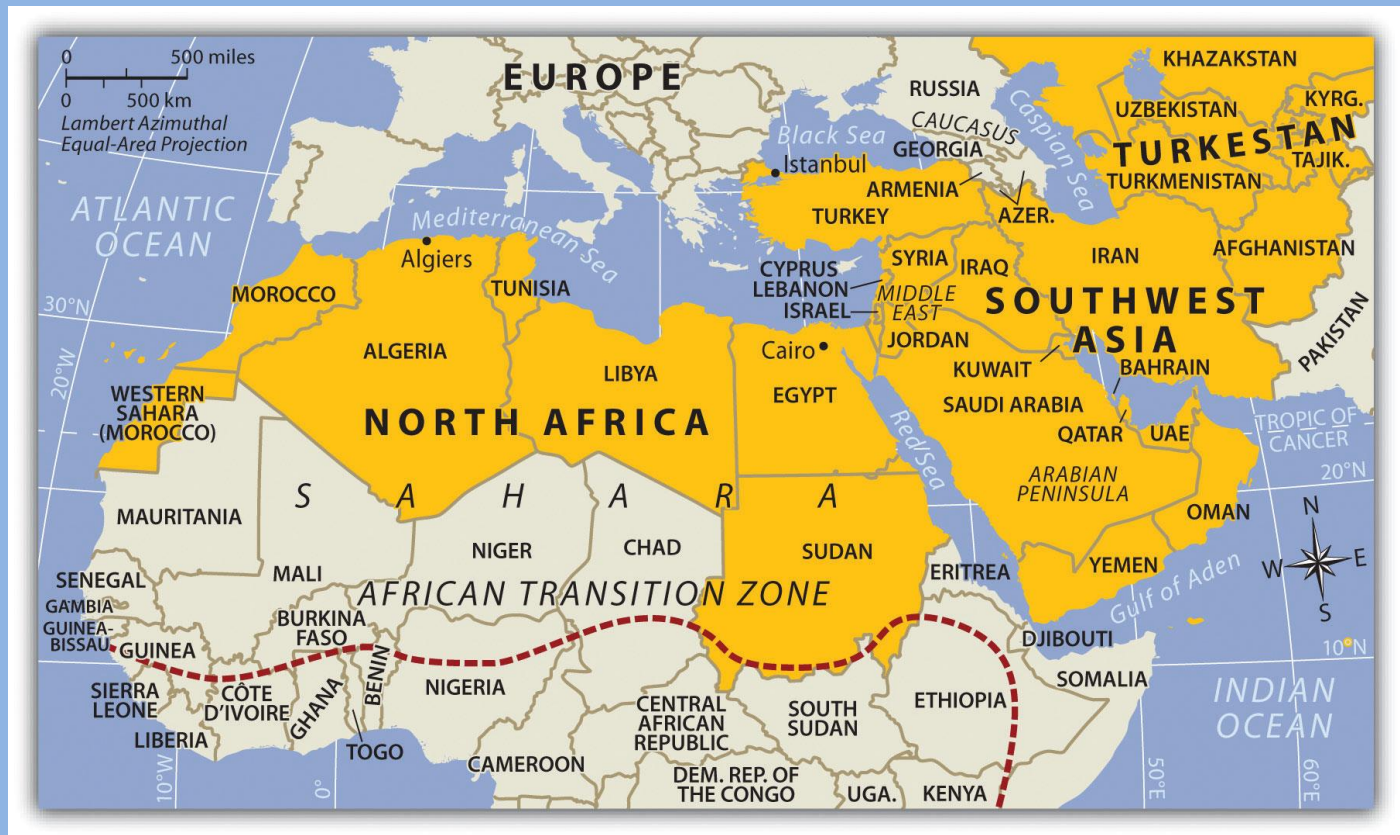 0 500 miles
0 500 km
Lambert Azimuthal
Equal-Area Projection
EUROPE
RUSSIA
CAUCASUS
GEORGIA
Black Sea
Caspian Sea
KHAZAKSTAN
UZBEKISTAN
KYRG.
TURKESTAN
TAJIK.
TURKMENISTAN
Istanbul
ARMENIA
TURKEY
AZER.
ATLANTIC
OCEAN
Mediterranean Sea
Algiers
TUNISIA
MOROCCO
CYPRUS
LEBANON
ISRAEL
SYRIA
IRAQ
MIDDLE
EAST
JORDAN
IRAN
AFGHANISTAN
SOUTHWEST
ASIA
PAKISTAN
30°N
20°W
ALGERIA
LIBYA
Cairo
EGYPT
KUWAIT
BAHRAIN
SAUDI ARABIA
QATAR
UAE
TROPIC OF
CANCER
20°N
WESTERN
SAHARA
(MOROCCO)
NORTH AFRICA
Red Sea
ARABIAN
PENINSULA
OMAN
YEMEN
Gulf of Aden
N
W
E
S
SAHARA
MAURITANIA
MALI
NIGER
CHAD
SUDAN
ERITREA
AFRICAN TRANSITION ZONE
SENEGAL
GAMBIA
GUINEA-
BISSAU
GUINEA
BURKINA
FASO
DJIBOUTI
SOMALIA
10°N
SIERRA
LEONE
LIBERIA
CÔTE
D'IVOIRE
GHANA
TOGO
BENIN
NIGERIA
CAMEROON
CENTRAL
AFRICAN
REPUBLIC
SOUTH
SUDAN
ETHIOPIA
INDIAN
OCEAN
DEM. REP. OF
THE CONGO
UGA.
KENYA
10°W
0°
50°E
60°E